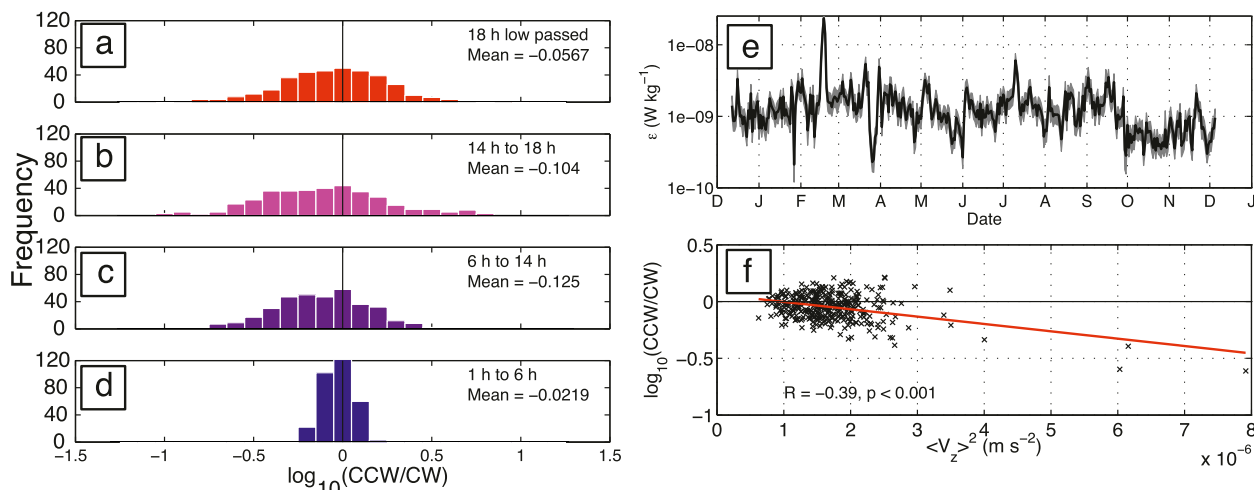 120
80
40
0
a
18 h low passed
Mean = −0.0567
120
80
40
0
b
14 h to 18 h
Mean = −0.104
120
80
40
0
c
6 h to 14 h
Mean = −0.125
120
80
40
0
d
1 h to 6 h
Mean = −0.0219
−1.5 −1 −0.5 0 0.5 1 1.5
log10(CCW/CW)
Frequency
e
1e−08
1e−09
1e−10
ε (W kg−1)
D J F M A M J J A S O N D J
Date
f
0.5
0
−0.5
−1
log10(CCW/CW)
R = −0.39, p < 0.001
0 1 2 3 4 5 6 7 8
<Vz>2 (m s−2)
x 10−6